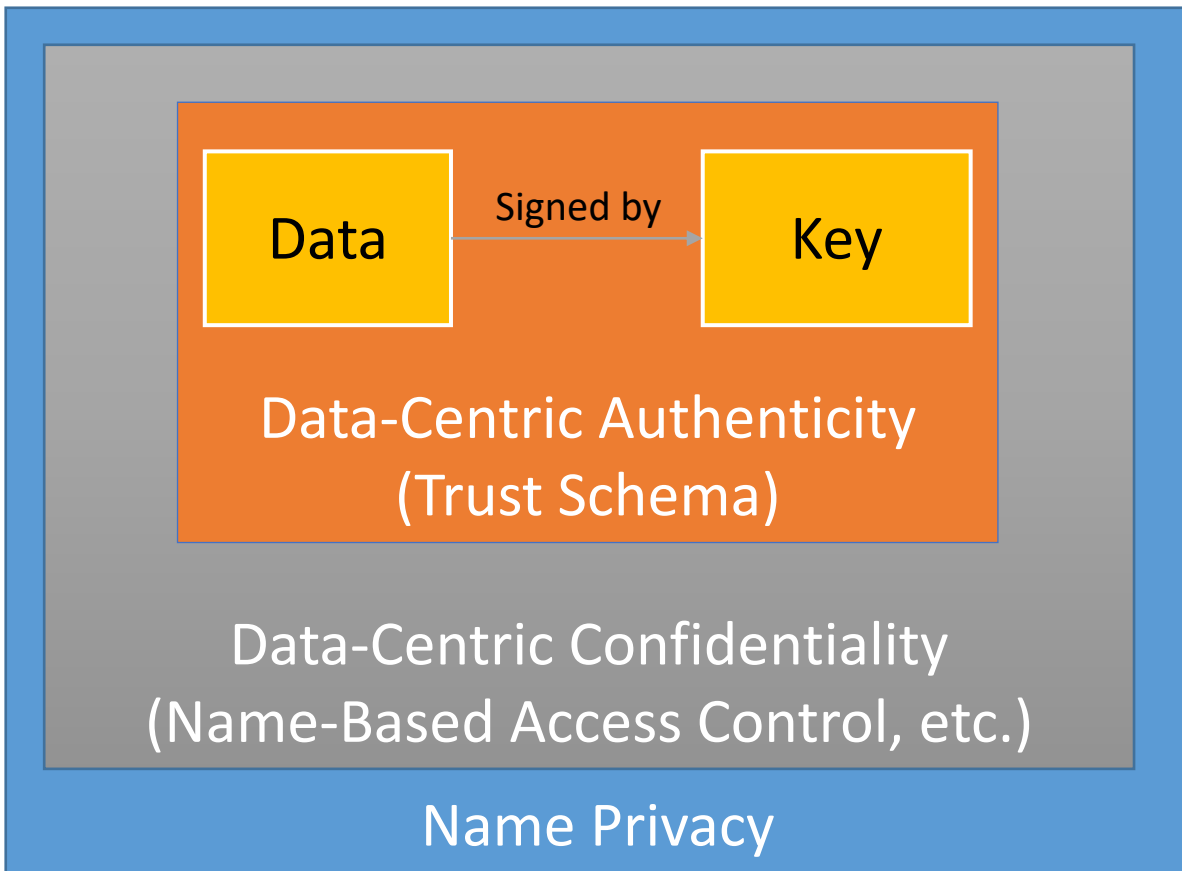 Data
Signed by
Key
Data-Centric Authenticity
(Trust Schema)
Data-Centric Confidentiality
(Name-Based Access Control, etc.)
Name Privacy